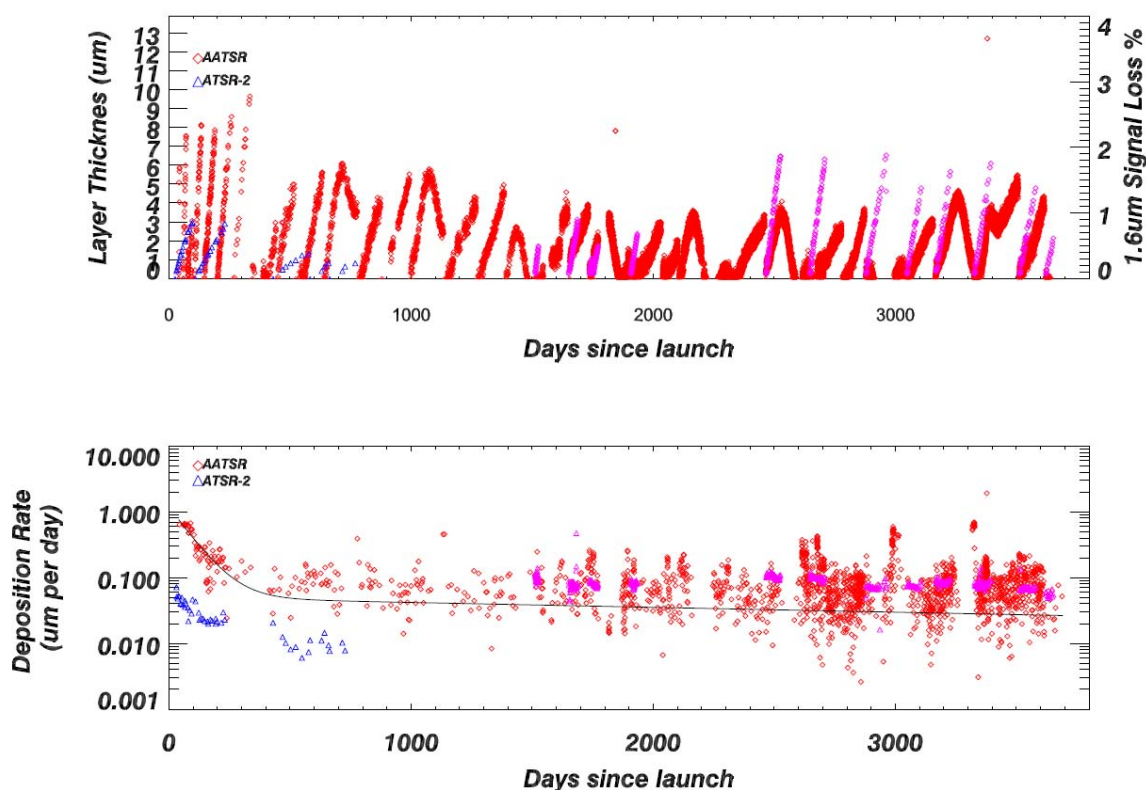 13
12
11
10
9
8
7
6
5
4
3
2
1
0
Layer Thicknes (um)
AATSR
ATSR-2
4
3
2
1
0
1.6um Signal Loss %
0 1000 2000 3000
Days since launch
10.000
1.000
0.100
0.010
0.001
Deposition Rate
(um per day)
AATSR
ATSR-2
0 1000 2000 3000
Days since launch